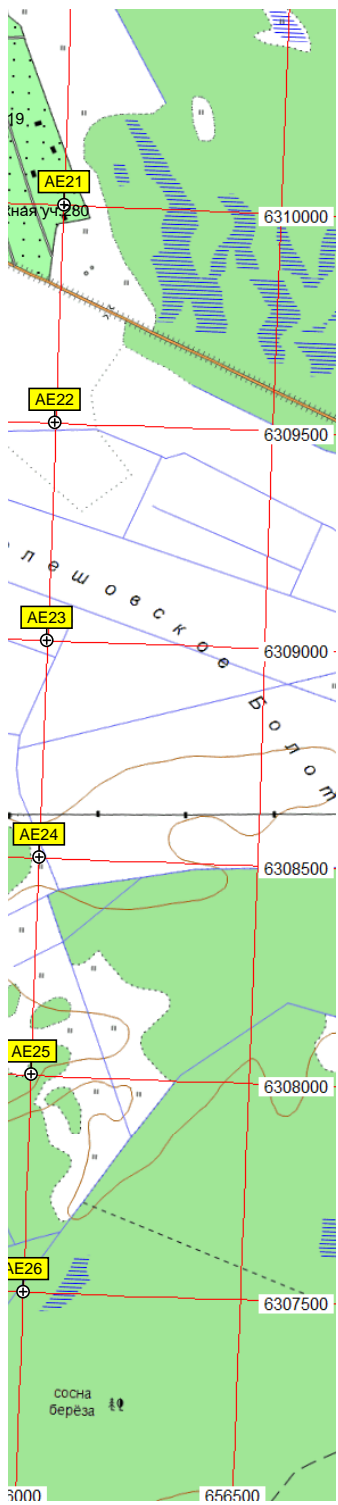 19
AE21
ная уч.280
6310000
AE22
6309500
лешовское
AE23
6309000
Болот
AE24
6308500
AE25
6308000
AE26
6307500
сосна
берёза
6000
656500